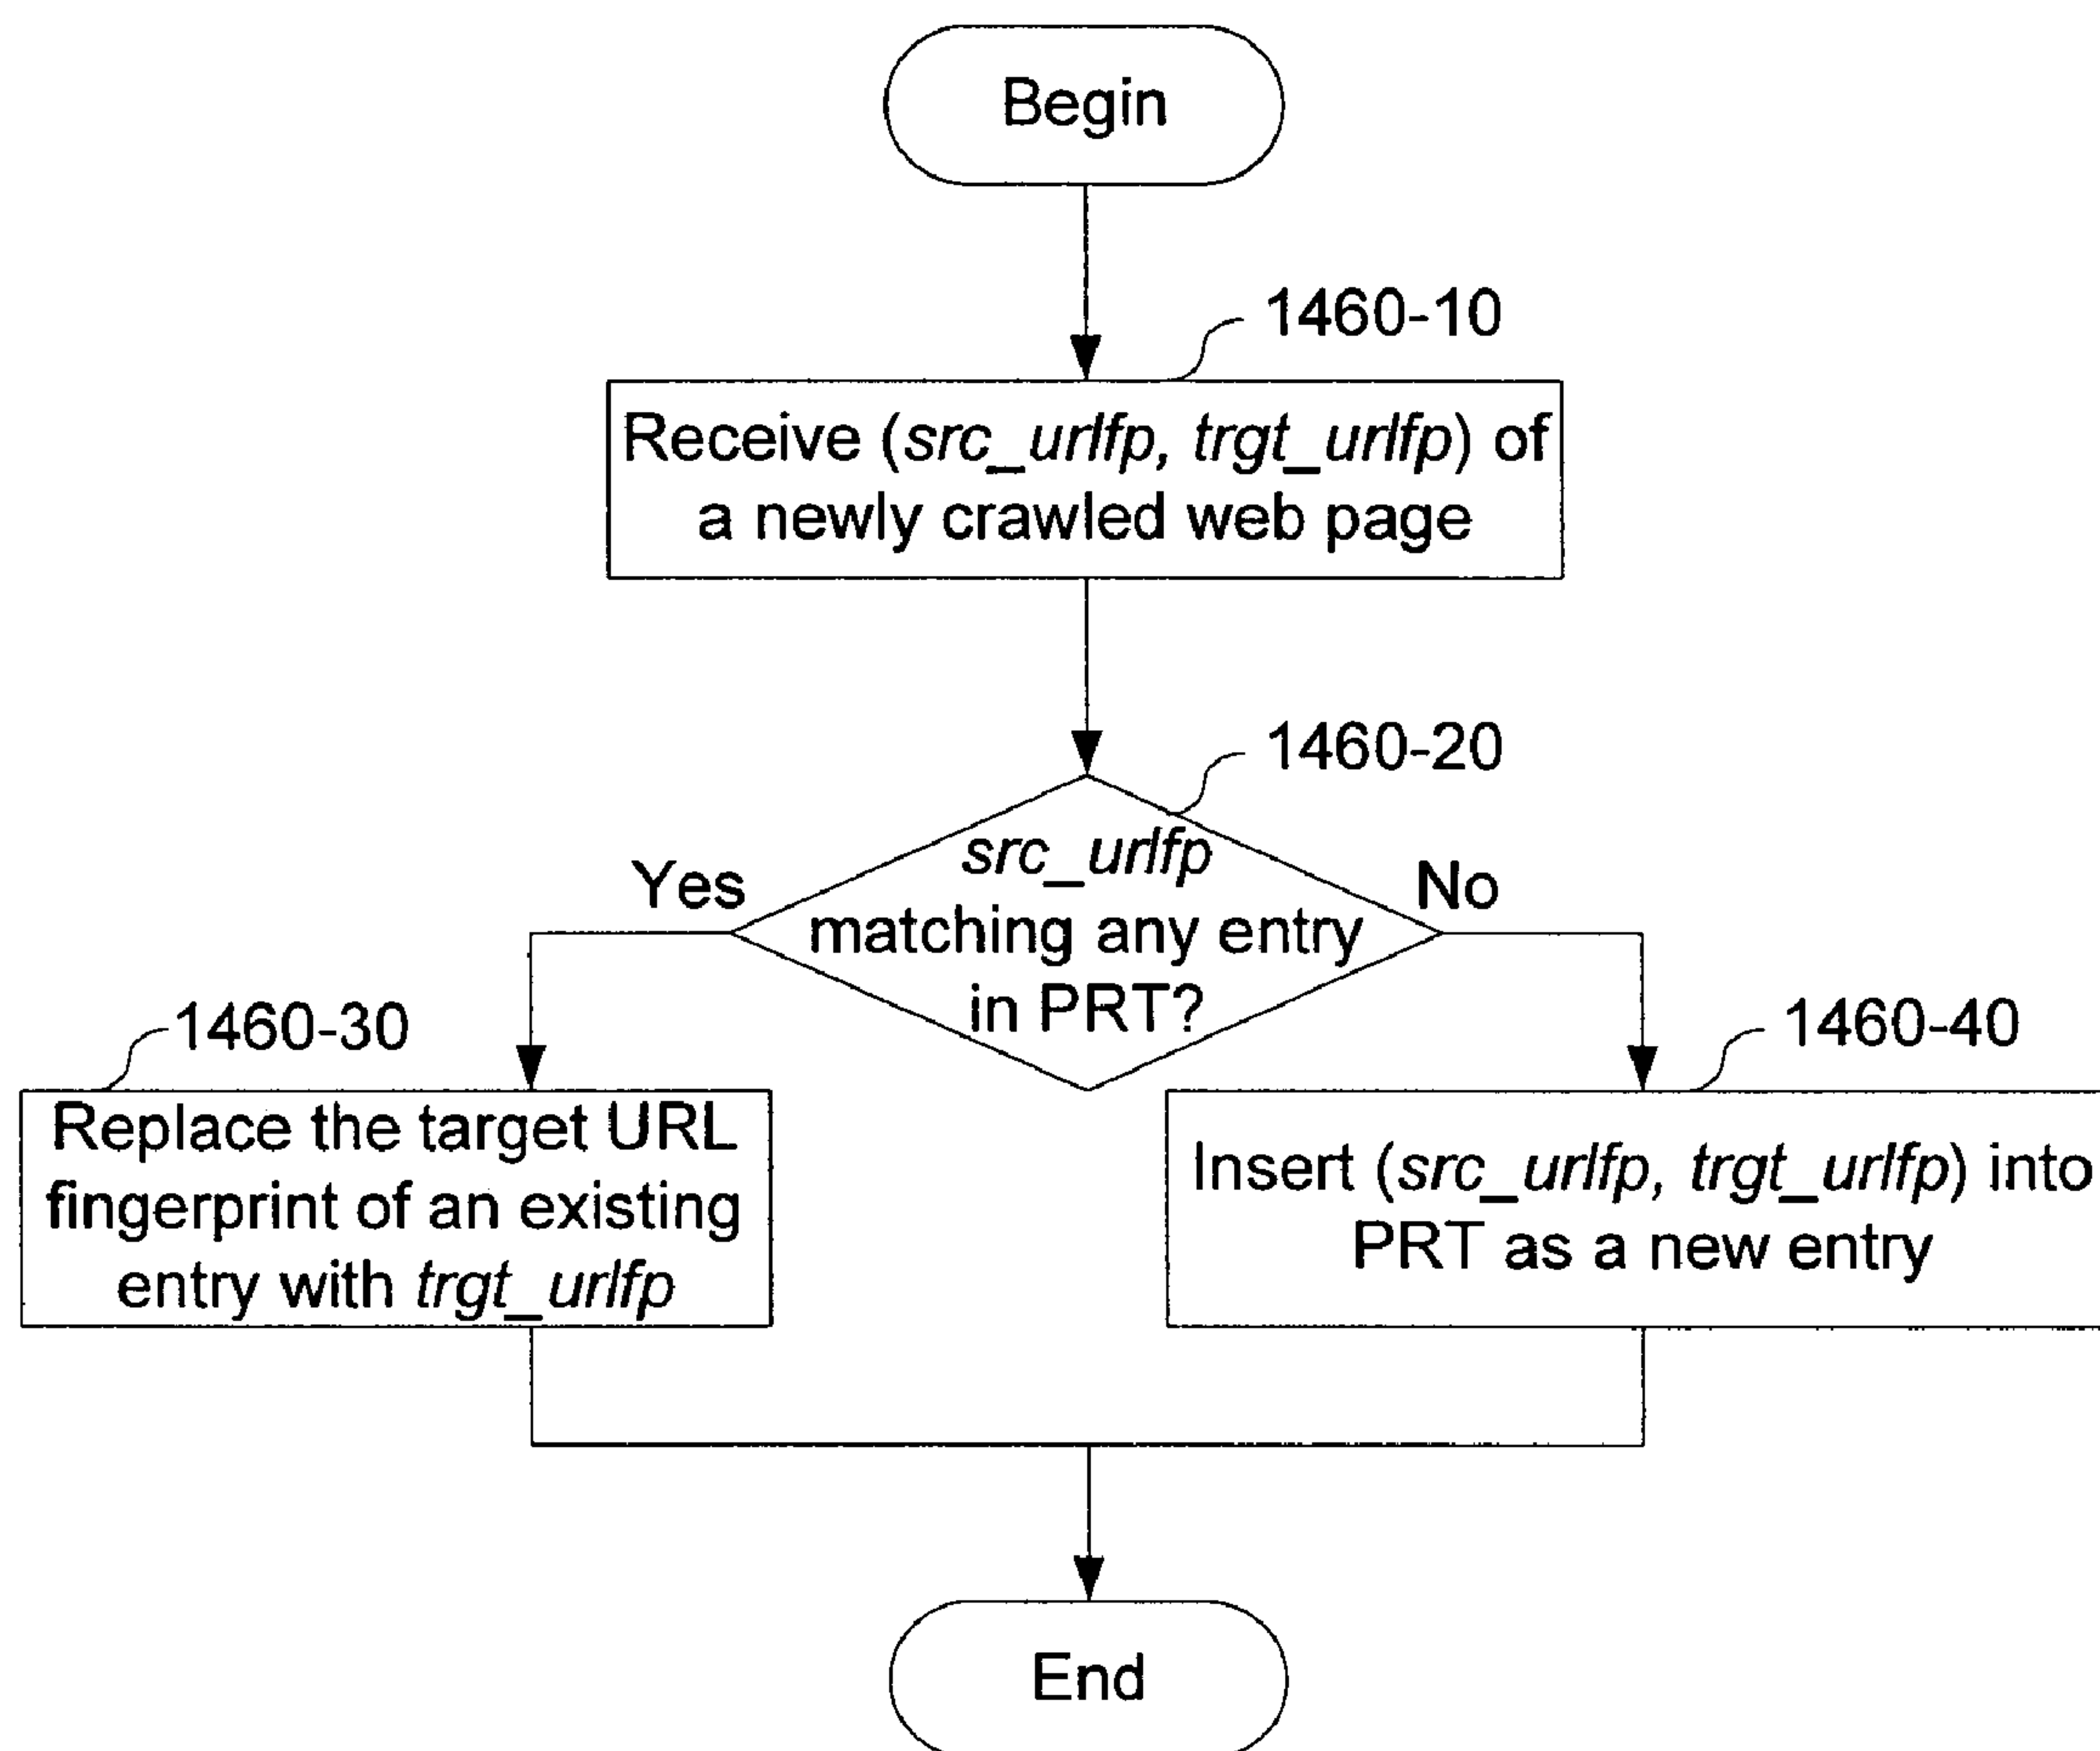 Begin
1460-10
Receive (src_urlfp, trgt_urlfp) of
a newly crawled web page
1460-20
src_urlfp
matching any entry
in PRT?
Yes
No
1460-30
Replace the target URL
fingerprint of an existing
entry with trgt_urlfp
1460-40
Insert (src_urlfp, trgt_urlfp) into
PRT as a new entry
End